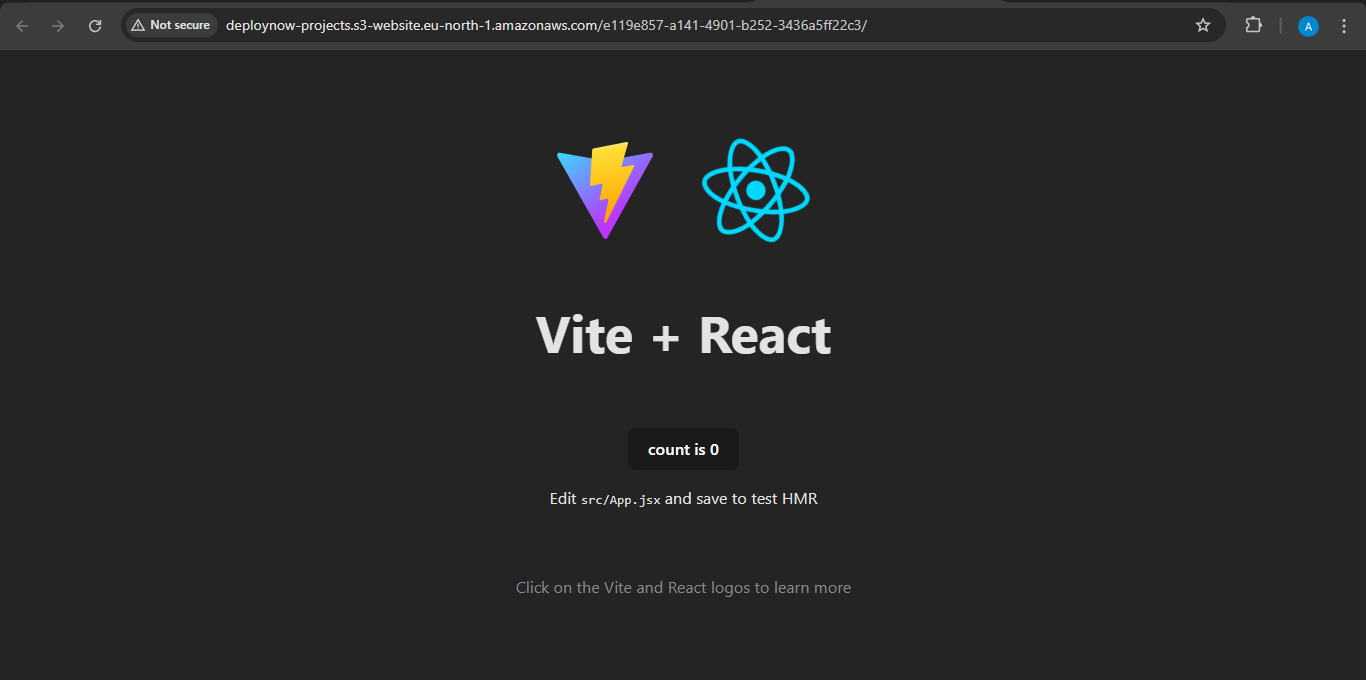 Not secure deploynow-projects.s3-website.eu-north-1.amazonaws.com/e119e857-a141-4901-b252-3436a5ff22c3/
A
Vite + React
count is 0
Edit src/App.jsx and save to test HMR
Click on the Vite and React logos to learn more